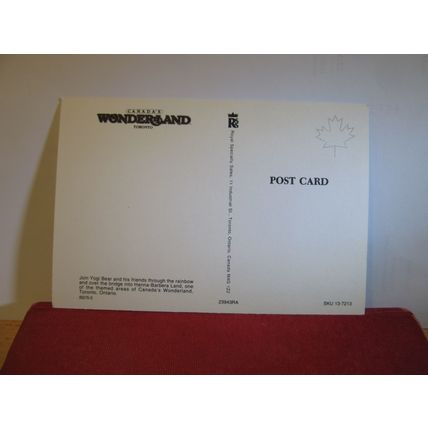 CANADA'S
WONDERLAND
TORONTO
Royal Specialty Sales, 11 Industrial St., Toronto, Ontario, Canada M4G 1Z2
POST CARD
Join Yogi Bear and his friends through the rainbow
and over the bridge into Hanna-Barbera Land, one
of the themed areas of Canada's Wonderland,
Toronto, Ontario.
23943RA
SKU 13-7213